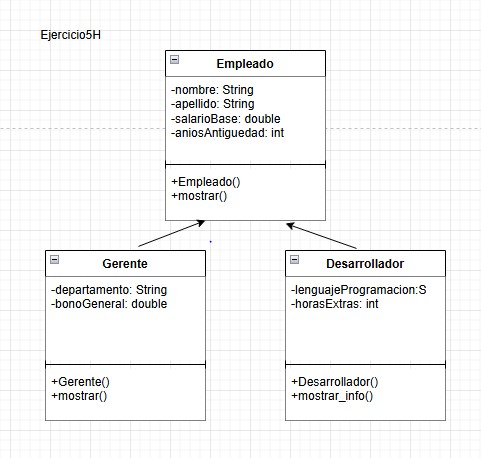 Ejercicio5H
Empleado
-nombre: String
-apellido: String
-salarioBase: double
-aniosAntiguedad: int
+Empleado()
+mostrar()
Gerente
-departamento: String
-bonoGeneral: double
+Gerente()
+mostrar()
Desarrollador
-lenguajeProgramacion:S
-horasExtras: int
+Desarrollador()
+mostrar_info()